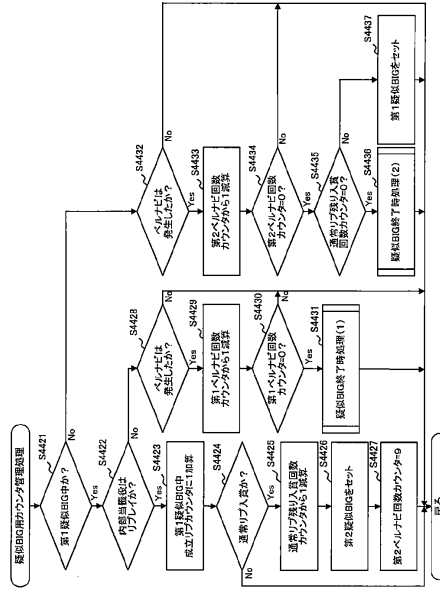 疑似BIG用カウンタ管理処理
S4421
第1疑似BIG中か?
No
Yes
S4422
内部当籤役は
リプレイか?
No
Yes
S4423
第1疑似BIG中
成立リプカウンタに1加算
S4424
通常リプ入賞か?
No
Yes
S4425
通常リプ残り入賞回数
カウンタから1減算
S4426
第2疑似BIGをセット
S4427
第2ベルナビ回数カウンタ=9
S4428
ベルナビは
発生したか?
No
Yes
S4429
第1ベルナビ回数
カウンタから1減算
S4430
第1ベルナビ回数
カウンタ=0?
No
Yes
S4431
疑似BIG終了時処理(1)
S4432
ベルナビは
発生したか?
No
Yes
S4433
第2ベルナビ回数
カウンタから1減算
S4434
第2ベルナビ回数
カウンタ=0?
No
Yes
S4435
通常リプ残り入賞
回数カウンタ=0?
No
Yes
S4436
疑似BIG終了時処理(2)
S4437
第1疑似BIGをセット
戻る